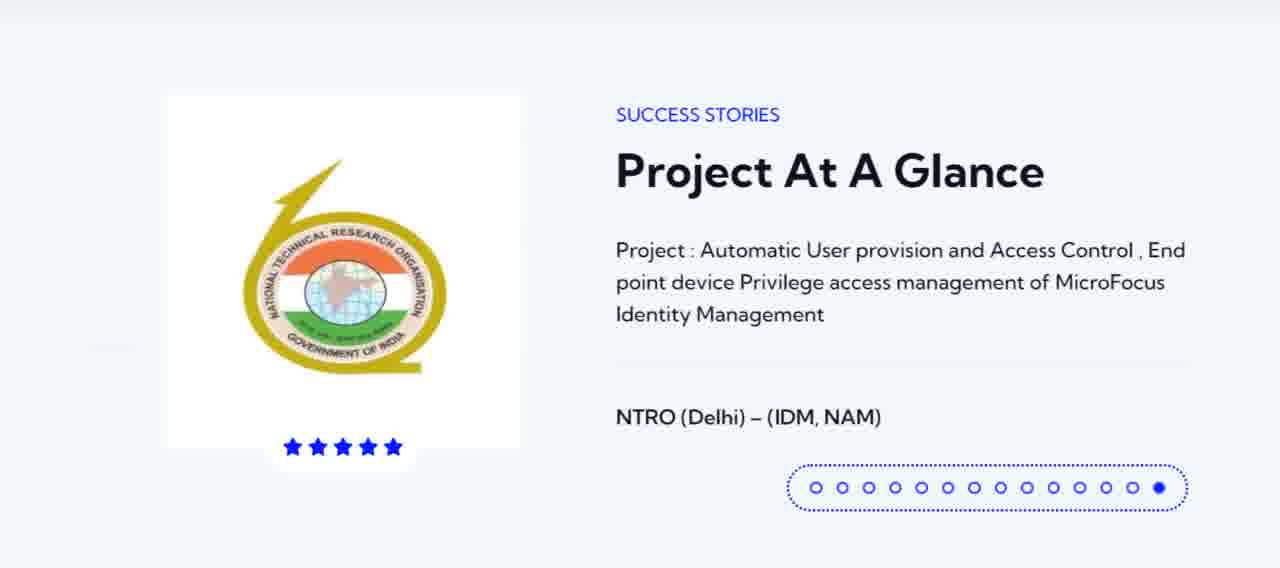 NATIONAL TECHNICAL RESEARCH ORGANISATION
GOVERNMENT OF INDIA
SUCCESS STORIES
Project At A Glance
Project : Automatic User provision and Access Control , End
point device Privilege access management of MicroFocus
Identity Management
NTRO (Delhi) – (IDM, NAM)